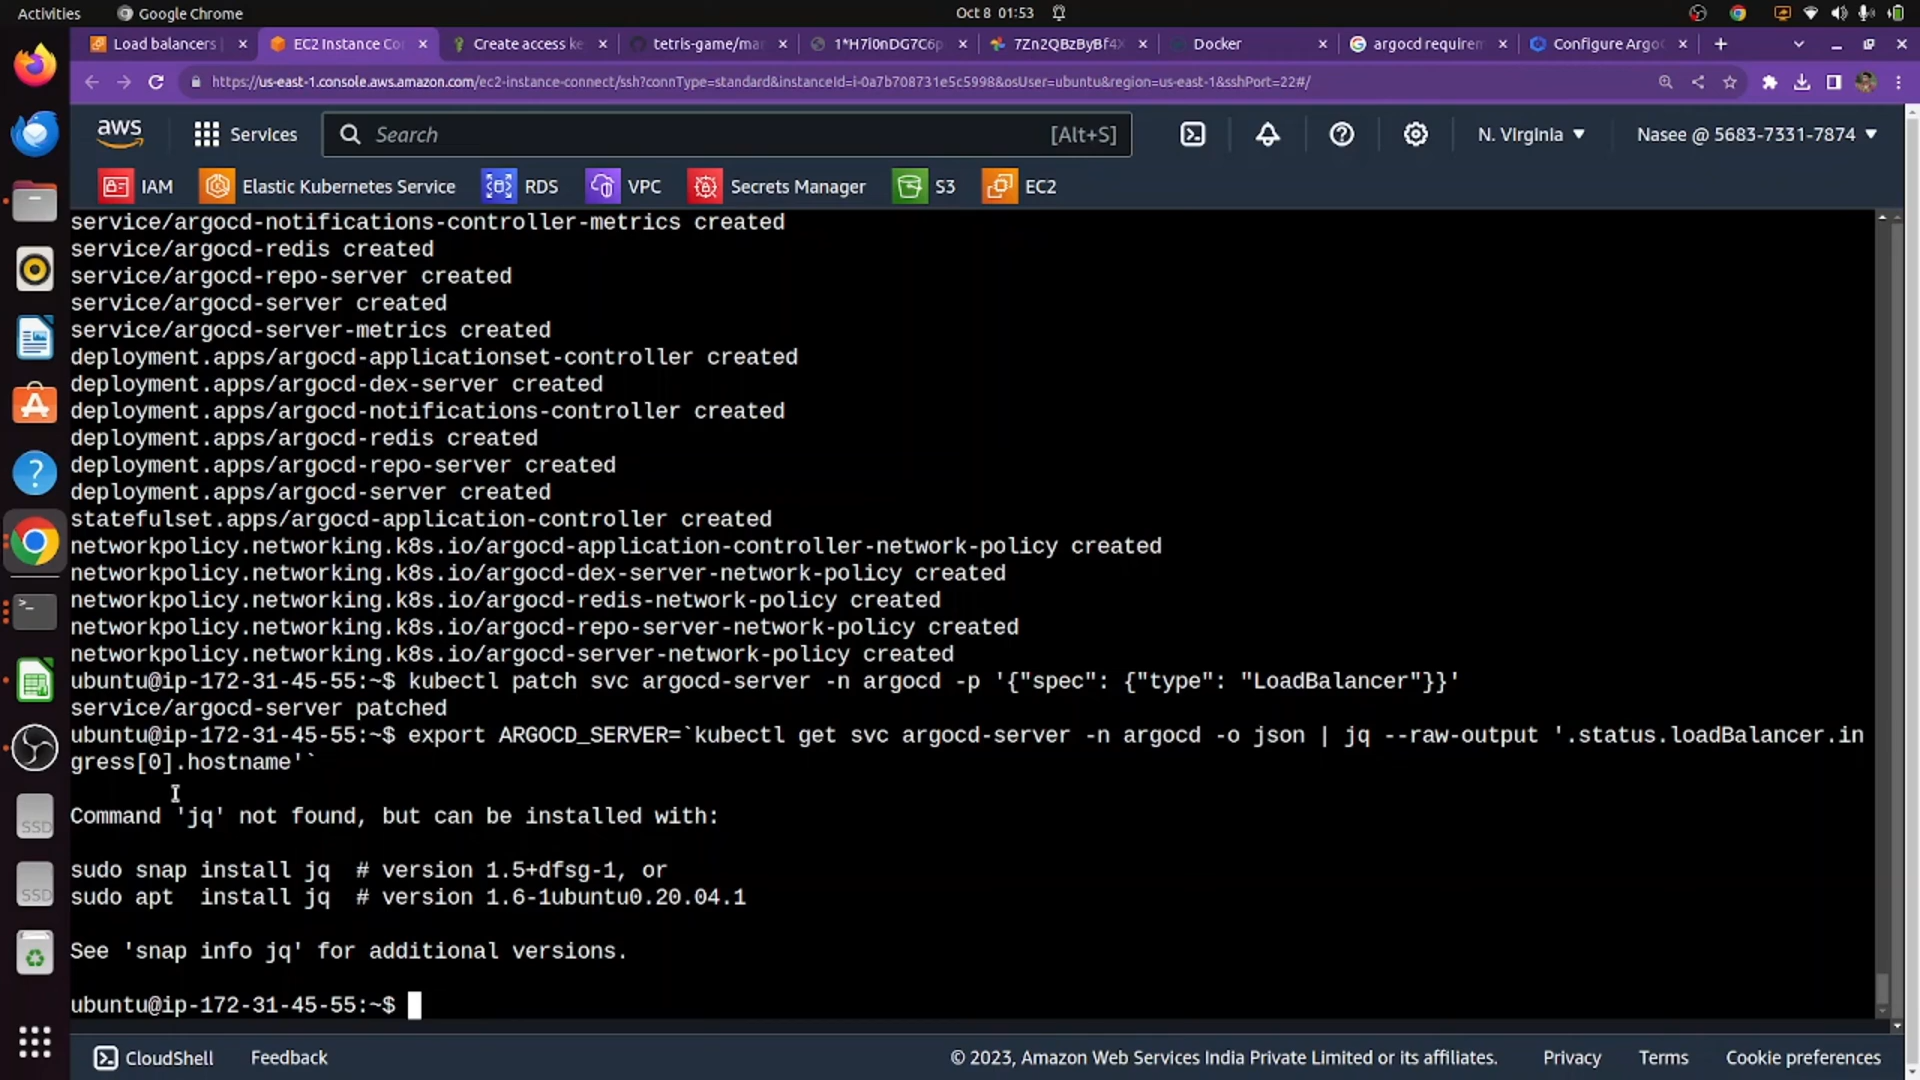 Activities
Google Chrome
Oct 8 01:53
Load balancers
EC2 Instance Co
Create access ke
tetris-game/ma
1*H7l0nDG7C6p
7Zn2QBzByBf4X
Docker
argocd requirem
Configure ArgoC
https://us-east-1.console.aws.amazon.com/ec2-instance-connect/ssh?connType=standard&instanceId=i-0a7b708731e5c5998&osUser=ubuntu&region=us-east-1&sshPort=22#/
aws
Services
Search
[Alt+S]
N. Virginia
Nasee @ 5683-7331-7874
IAM
Elastic Kubernetes Service
RDS
VPC
Secrets Manager
S3
EC2
service/argocd-notifications-controller-metrics created
service/argocd-redis created
service/argocd-repo-server created
service/argocd-server created
service/argocd-server-metrics created
deployment.apps/argocd-applicationset-controller created
deployment.apps/argocd-dex-server created
deployment.apps/argocd-notifications-controller created
deployment.apps/argocd-redis created
deployment.apps/argocd-repo-server created
deployment.apps/argocd-server created
statefulset.apps/argocd-application-controller created
networkpolicy.networking.k8s.io/argocd-application-controller-network-policy created
networkpolicy.networking.k8s.io/argocd-dex-server-network-policy created
networkpolicy.networking.k8s.io/argocd-redis-network-policy created
networkpolicy.networking.k8s.io/argocd-repo-server-network-policy created
networkpolicy.networking.k8s.io/argocd-server-network-policy created
ubuntu@ip-172-31-45-55:~$ kubectl patch svc argocd-server -n argocd -p '{"spec": {"type": "LoadBalancer"}}'
service/argocd-server patched
ubuntu@ip-172-31-45-55:~$ export ARGOCD_SERVER=`kubectl get svc argocd-server -n argocd -o json | jq --raw-output '.status.loadBalancer.in
gress[0].hostname'`
Command 'jq' not found, but can be installed with:
sudo snap install jq  # version 1.5+dfsg-1, or
sudo apt  install jq  # version 1.6-1ubuntu0.20.04.1
See 'snap info jq' for additional versions.
ubuntu@ip-172-31-45-55:~$
CloudShell
Feedback
© 2023, Amazon Web Services India Private Limited or its affiliates.
Privacy
Terms
Cookie preferences
SSD
SSD